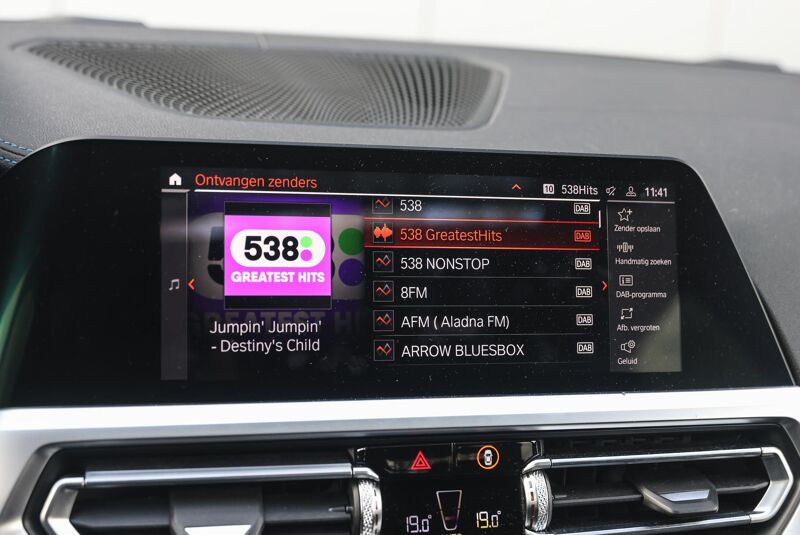 Ontvangen zenders
10 538Hits 11:41
538
GREATEST HITS
Jumpin' Jumpin'
- Destiny's Child
538 DAB
538 GreatestHits DAB
538 NONSTOP DAB
8FM DAB
AFM ( Aladna FM) DAB
ARROW BLUESBOX DAB
Zender opslaan
Handmatig zoeken
DAB-programma
Afb. vergroten
Geluid
19.0° 19.0°